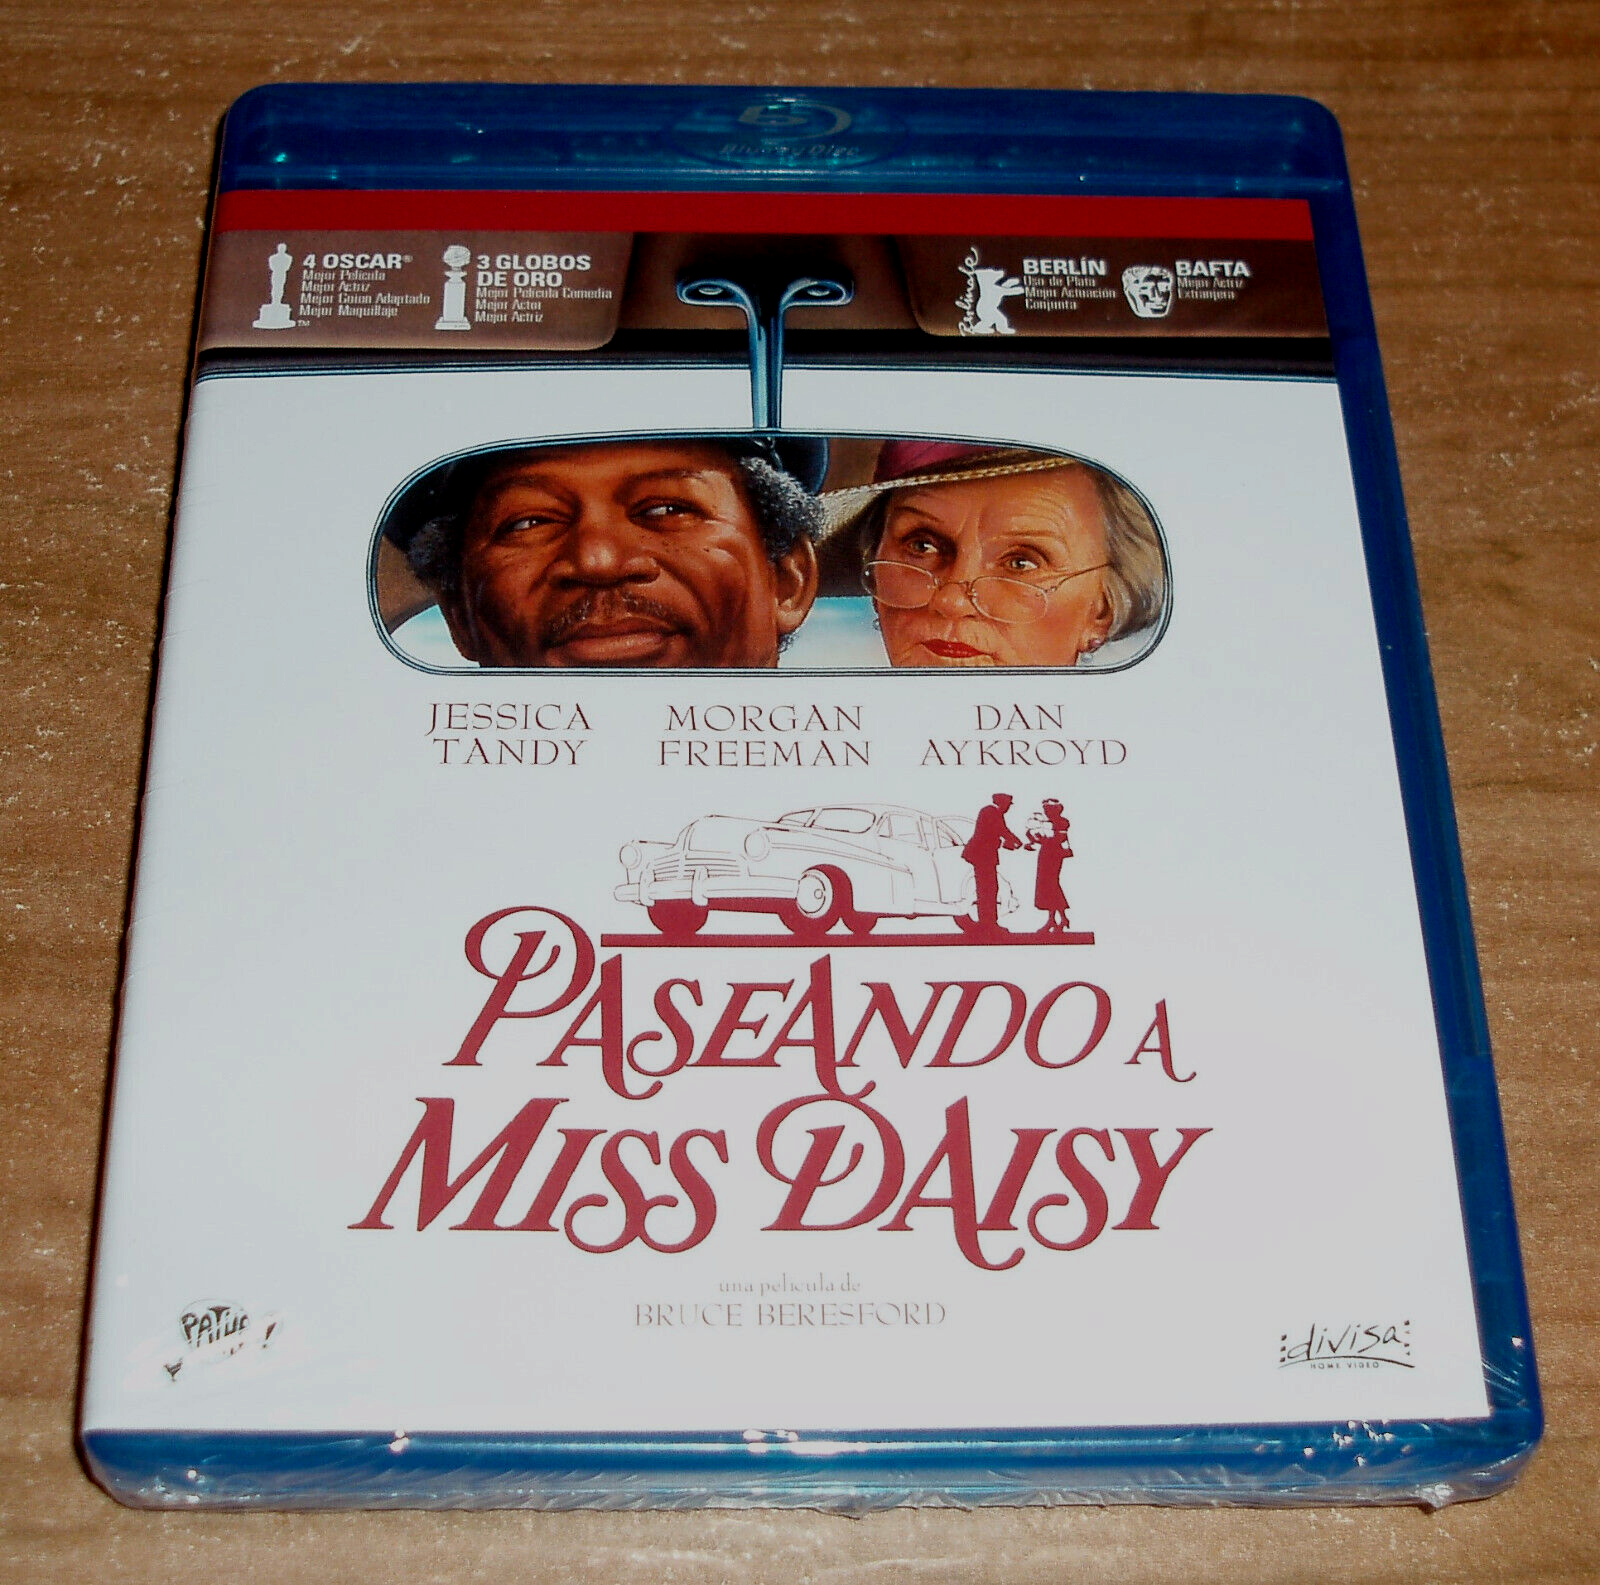 Blu-ray Disc
4 OSCAR®
Mejor Película
Mejor Actriz
Mejor Guion Adaptado
Mejor Maquillaje
TM
3 GLOBOS
DE ORO
Mejor Película Comedia
Mejor Actor
Mejor Actriz
Berlinale
BERLÍN
Oso de Plata
Mejor Actuación
Conjunta
BAFTA
Mejor Actriz
Extranjera
JESSICA
TANDY
MORGAN
FREEMAN
DAN
AYKROYD
PASEANDO A
MISS DAISY
una película de
BRUCE BERESFORD
divisa
HOME VIDEO